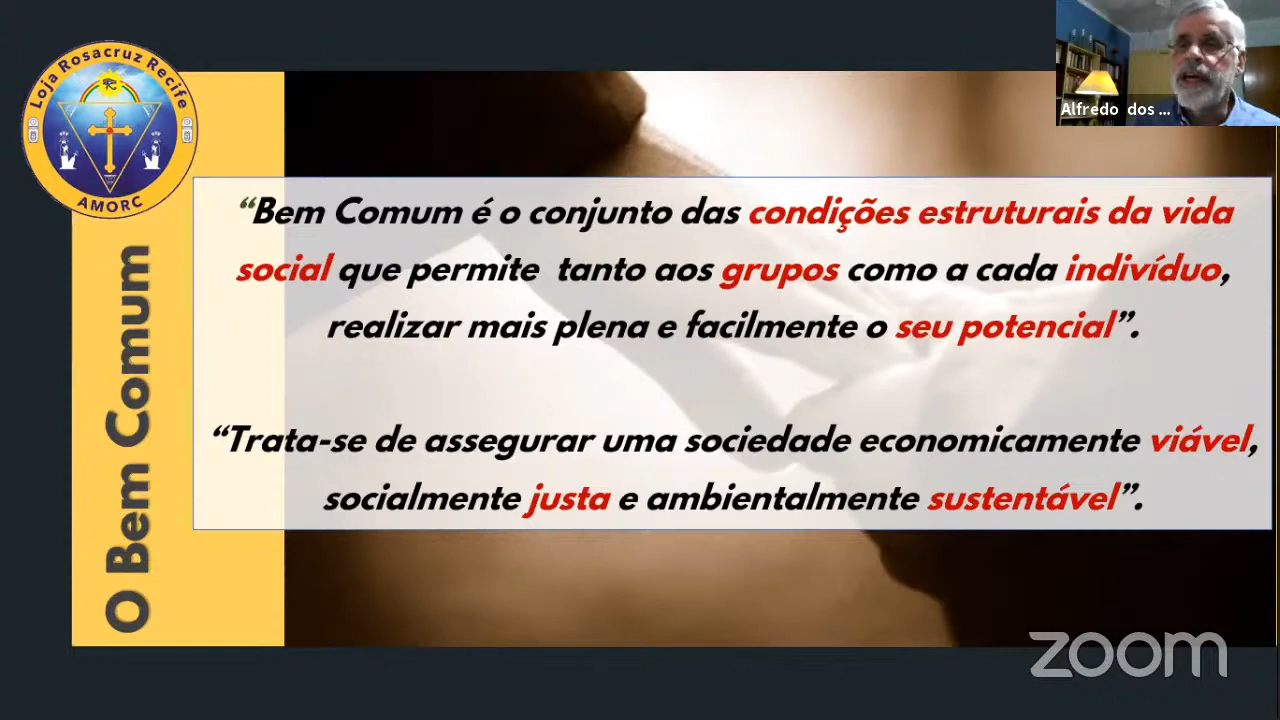 Loja Rosacruz Recife
AMORC
O Bem Comum
“Bem Comum é o conjunto das condições estruturais da vida
social que permite tanto aos grupos como a cada indivíduo,
realizar mais plena e facilmente o seu potencial”.
“Trata-se de assegurar uma sociedade economicamente viável,
socialmente justa e ambientalmente sustentável”.
Alfredo dos ...
zoom